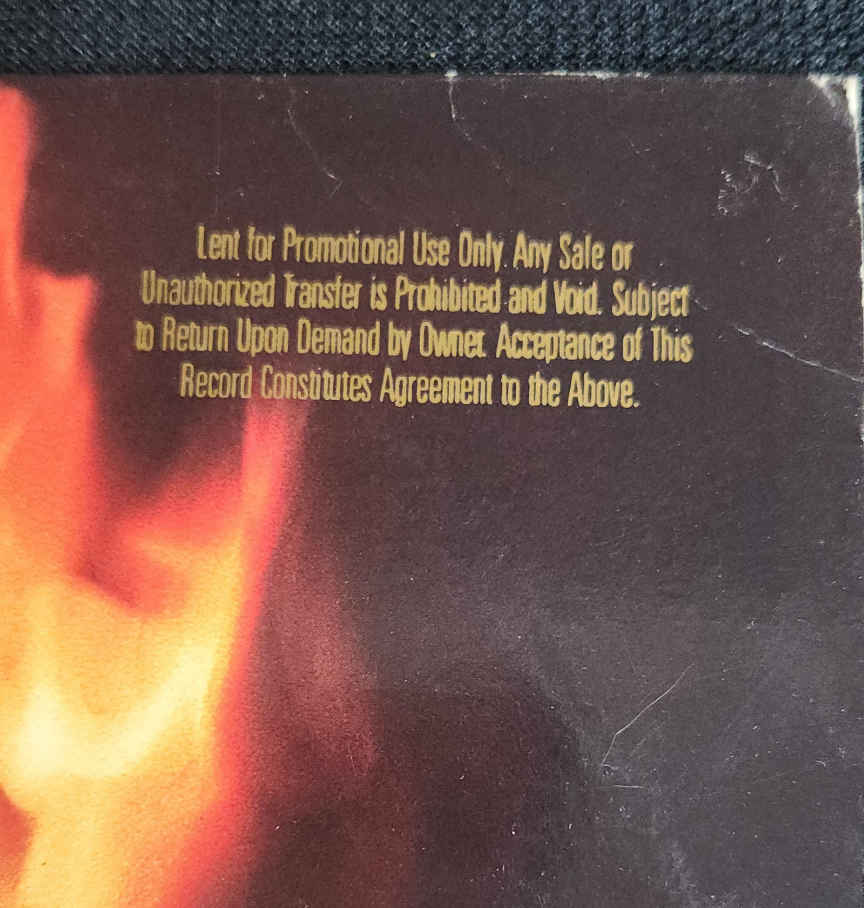 Lent for Promotional Use Only. Any Sale or
Unauthorized Transfer is Prohibited and Void. Subject
to Return Upon Demand by Owner. Acceptance of This
Record Constitutes Agreement to the Above.